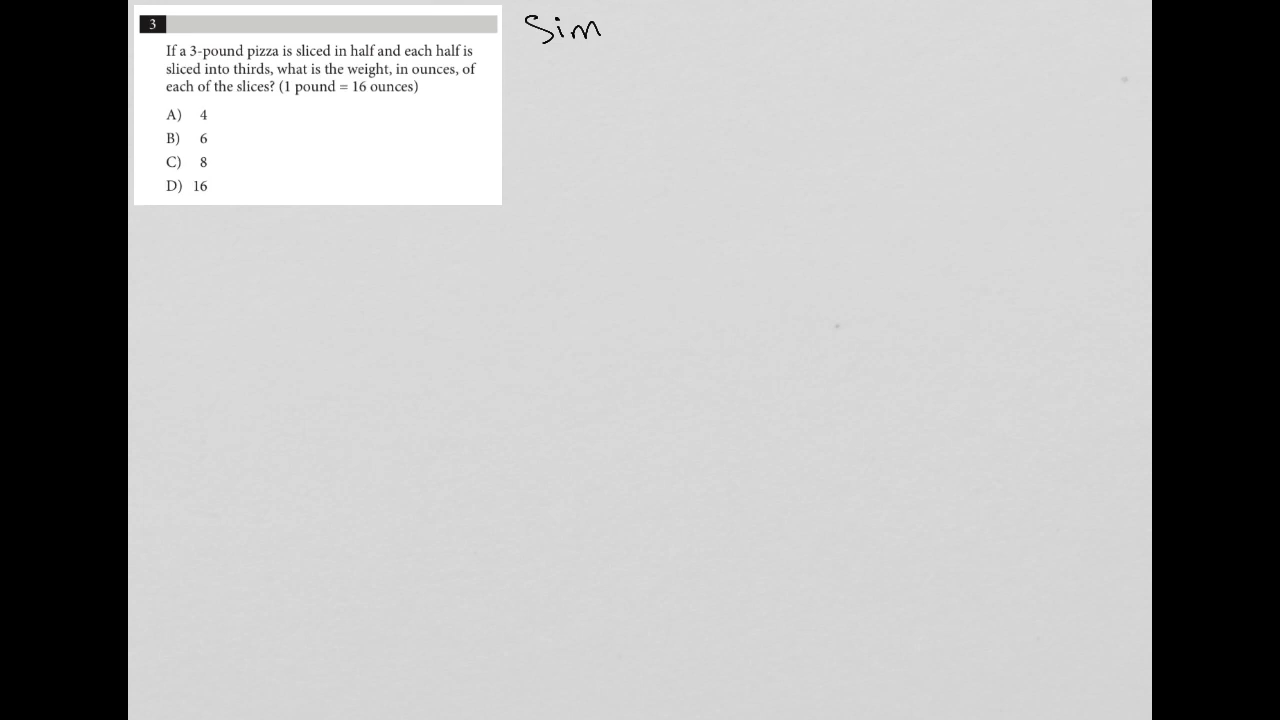 3
Sim
If a 3-pound pizza is sliced in half and each half is
sliced into thirds, what is the weight, in ounces, of
each of the slices? (1 pound = 16 ounces)
A) 4
B) 6
C) 8
D) 16